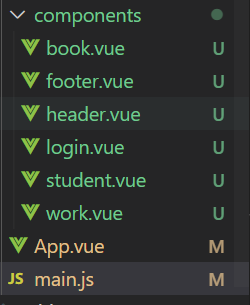 components
book.vue U
footer.vue U
header.vue U
login.vue U
student.vue U
work.vue U
App.vue M
JS main.js M